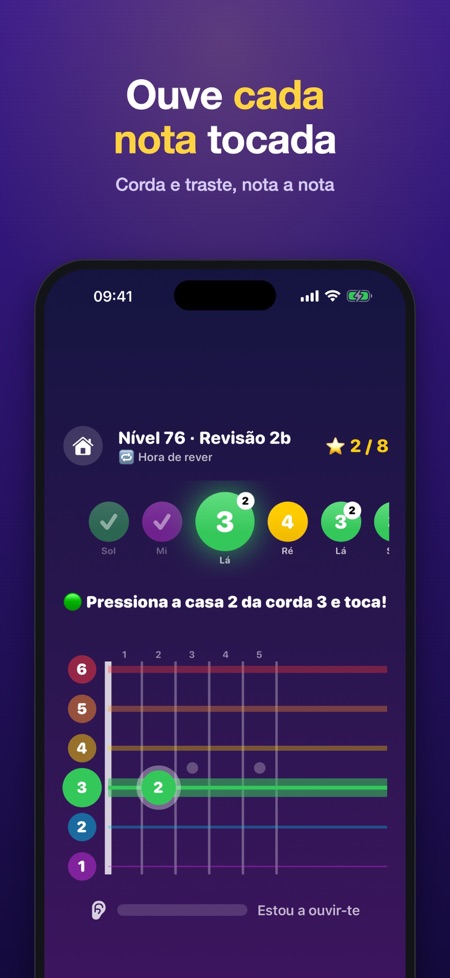 Ouve cada
nota tocada
Corda e traste, nota a nota
09:41
Nível 76 · Revisão 2b
Hora de rever
2 / 8
2
2
3
4
3
Sol
Mi
Lá
Ré
Lá
Pressiona a casa 2 da corda 3 e toca!
1 2 3 4 5
6
5
4
3
2
2
1
Estou a ouvir-te